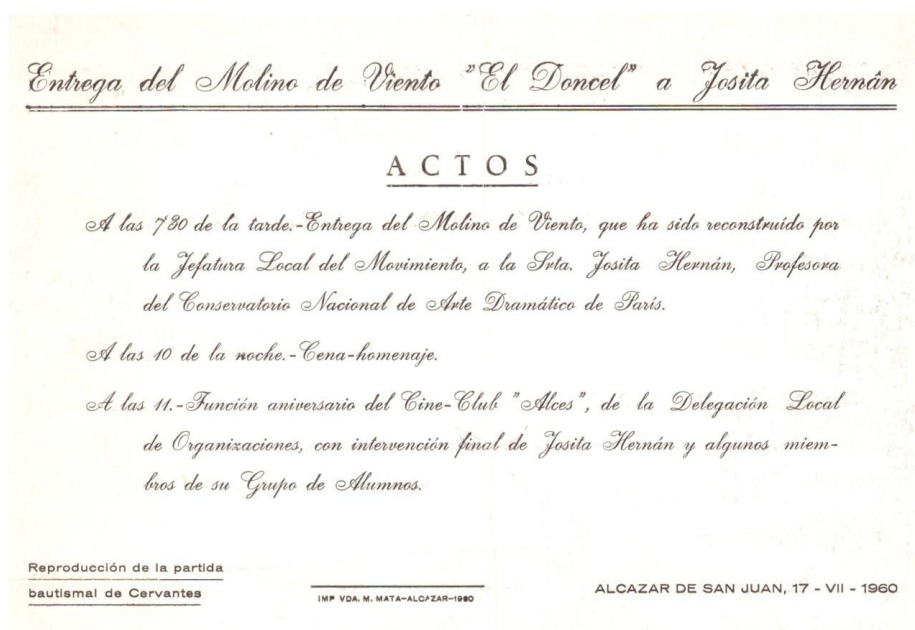 Entrega del Molino de Viento "El Doncel" a Josita Hernán
ACTOS
A las 7'30 de la tarde.-Entrega del Molino de Viento, que ha sido reconstruído por
la Jefatura Local del Movimiento, a la Srta. Josita Hernán, Profesora
del Conservatorio Nacional de Arte Dramático de París.
A las 10 de la noche.-Cena-homenaje.
A las 11.-Función aniversario del Cine-Club "Alces", de la Delegación Local
de Organizaciones, con intervención final de Josita Hernán y algunos miem-
bros de su Grupo de Alumnos.
Reproducción de la partida
bautismal de Cervantes
IMP VDA. M. MATA-ALCAZAR-1960
ALCAZAR DE SAN JUAN, 17 - VII - 1960